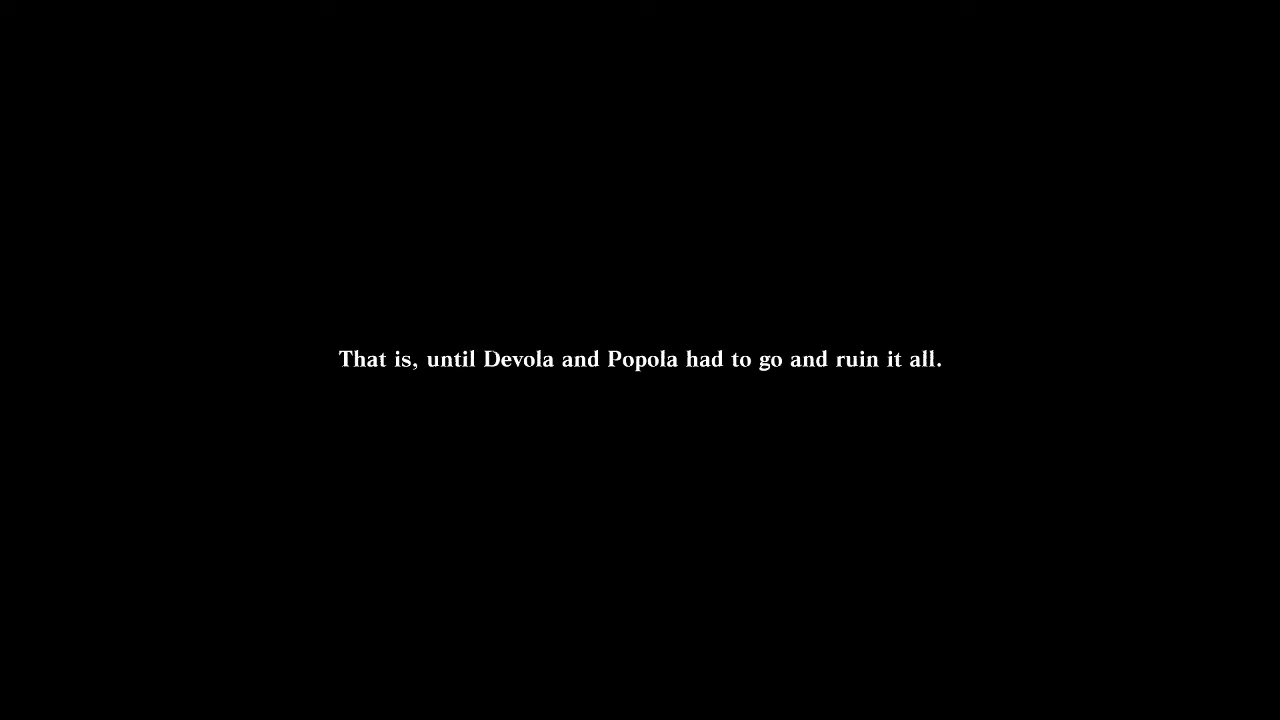 That is, until Devola and Popola had to go and ruin it all.